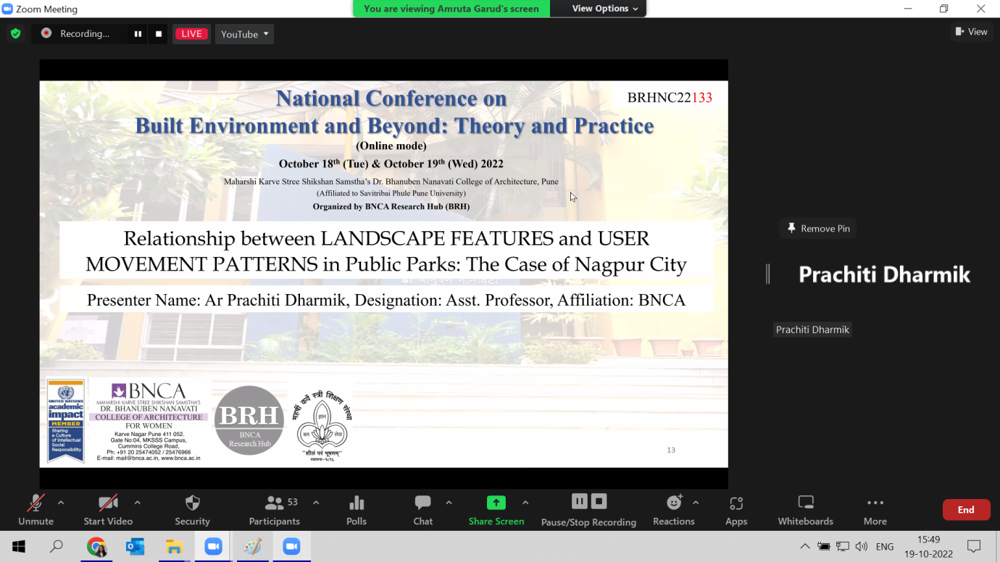 Zoom Meeting
You are viewing Amruta Garud's screen
View Options
Recording...
LIVE
YouTube
View
National Conference on
BRHNC22133
Built Environment and Beyond: Theory and Practice
(Online mode)
October 18th (Tue) & October 19th (Wed) 2022
Maharshi Karve Stree Shikshan Samstha's Dr. Bhanuben Nanavati College of Architecture, Pune
(Affiliated to Savitribai Phule Pune University)
Organized by BNCA Research Hub (BRH)
Relationship between LANDSCAPE FEATURES and USER
MOVEMENT PATTERNS in Public Parks: The Case of Nagpur City
Presenter Name: Ar Prachiti Dharmik, Designation: Asst. Professor, Affiliation: BNCA
Remove Pin
Prachiti Dharmik
Prachiti Dharmik
UNITED NATIONS
academic
impact
MEMBER
Sharing
a Culture
of Intellectual
Social
Responsibility
BNCA
MAHARSHI KARVE STREE SHIKSHAN SAMSTHA'S
DR. BHANUBEN NANAVATI
COLLEGE OF ARCHITECTURE
FOR WOMEN
Karve Nagar Pune 411 052.
Gate No:04, MKSSS Campus,
Cummins College Road,
Ph: +91 20 25474052 / 25476966
E-mail: mail@bnca.ac.in, www.bnca.ac.in
BRH
BNCA
Research Hub
महर्षी कर्वे स्त्री शिक्षण संस्था
ज्ञान
बल
सेवा
"शीलं परं भूषणम्"
स्थापना-१८९६
13
Unmute
Start Video
Security
53
Participants
Polls
Chat
Share Screen
Pause/Stop Recording
Reactions
Apps
Whiteboards
More
End
ENG
15:49
19-10-2022